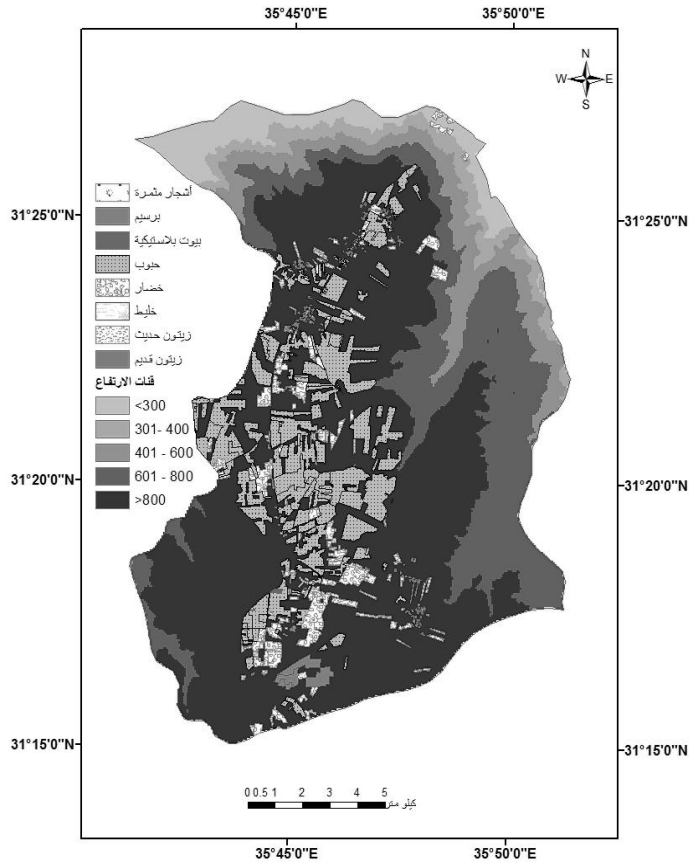 35°45'0"E
35°50'0"E
N
W
E
S
31°25'0"N
31°25'0"N
أشجار مثمرة
برسيم
بيوت بلاستيكية
حبوب
خضار
خليط
زيتون حديث
زيتون قديم
فئات الارتفاع
<300
301- 400
401 - 600
601 - 800
>800
31°20'0"N
31°20'0"N
31°15'0"N
31°15'0"N
0 0.5 1 2 3 4 5
كيلو متر
35°45'0"E
35°50'0"E